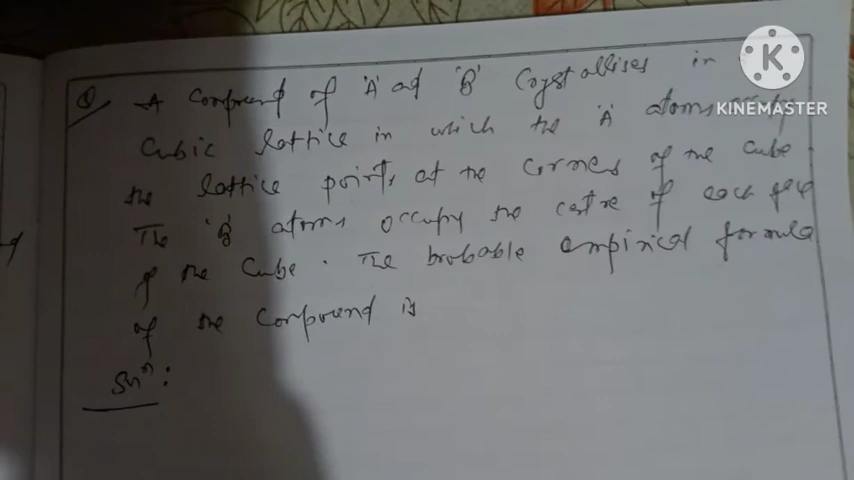 Q A compound of 'A' ad 'B' Crystallises in
KINEMASTER
Cubic lattice in which the 'A' atoms
the lattice points at the corners of the cube.
The 'B' atoms occupy the centre of each face
of the cube. The probable empirical formula
of the compound is
Solⁿ: